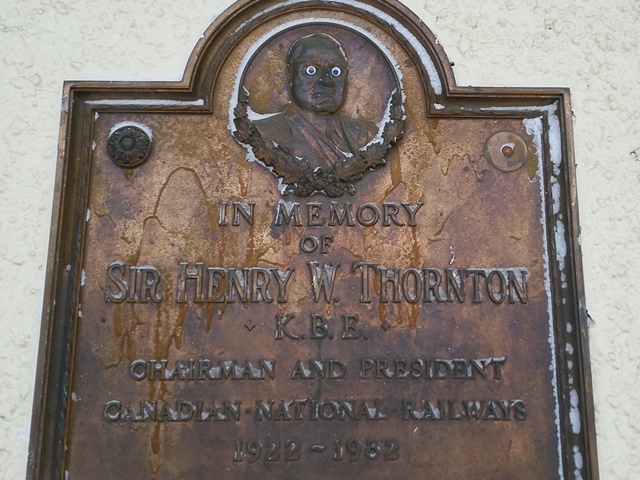 IN MEMORY
OF
SIR HENRY W. THORNTON
· K.B.E. ·
CHAIRMAN AND PRESIDENT
CANADIAN · NATIONAL · RAILWAYS
1922 ~ 1932